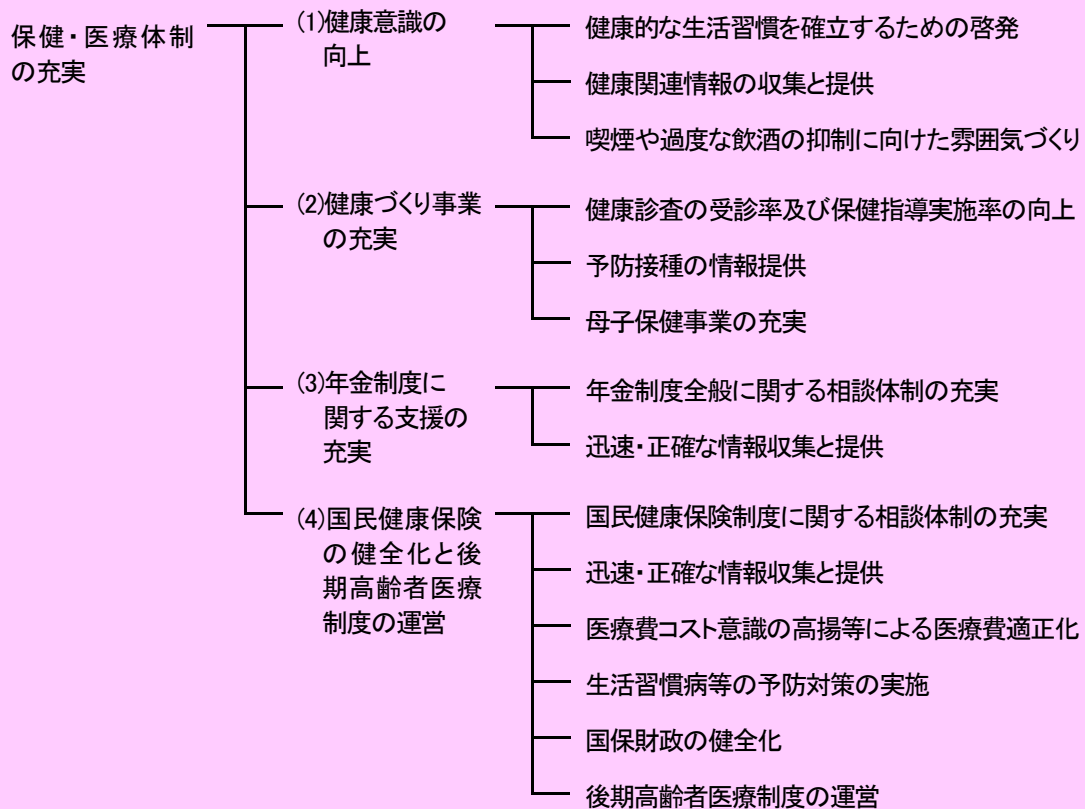 保健・医療体制
の充実
(1)健康意識の
向上
健康的な生活習慣を確立するための啓発
健康関連情報の収集と提供
喫煙や過度な飲酒の抑制に向けた雰囲気づくり
(2)健康づくり事業
の充実
健康診査の受診率及び保健指導実施率の向上
予防接種の情報提供
母子保健事業の充実
(3)年金制度に
関する支援の
充実
年金制度全般に関する相談体制の充実
迅速・正確な情報収集と提供
(4)国民健康保険
の健全化と後
期高齢者医療
制度の運営
国民健康保険制度に関する相談体制の充実
迅速・正確な情報収集と提供
医療費コスト意識の高揚等による医療費適正化
生活習慣病等の予防対策の実施
国保財政の健全化
後期高齢者医療制度の運営